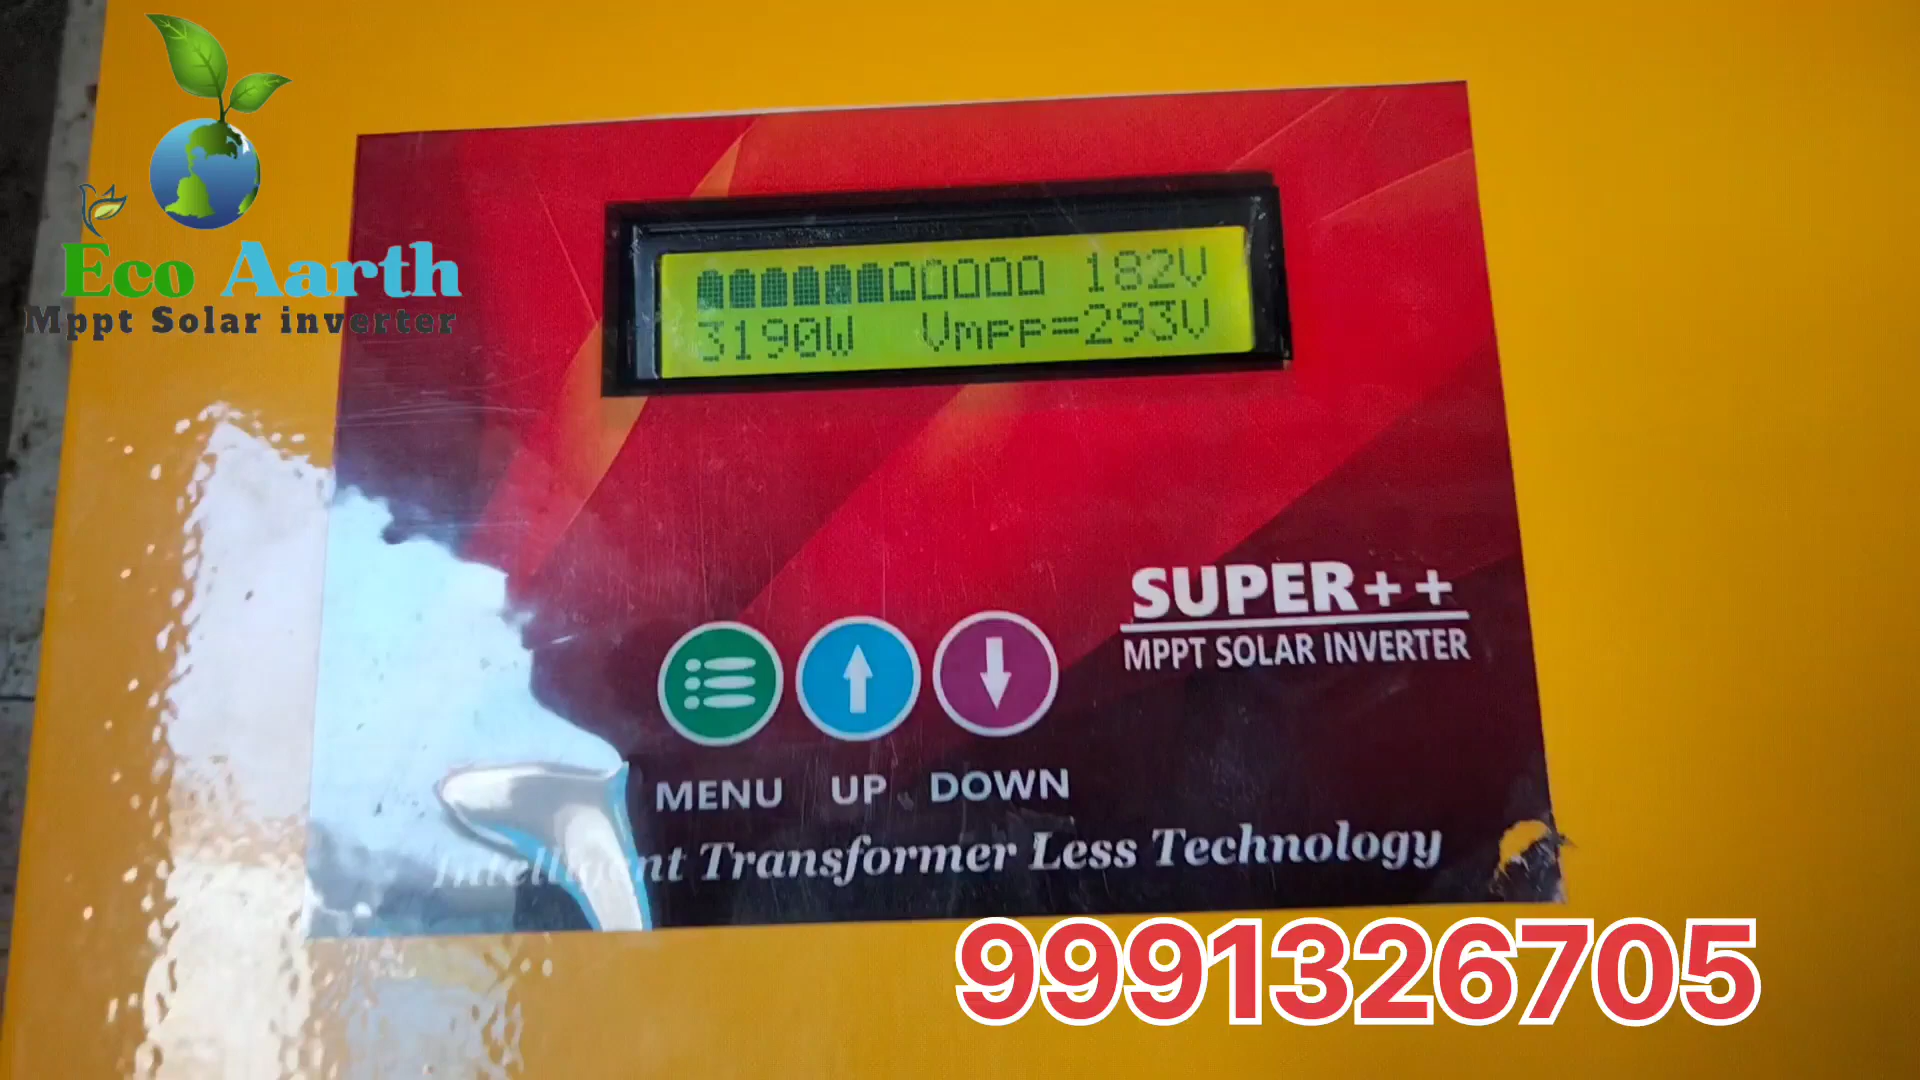 Eco Aarth
Mppt Solar inverter
182V
3190W Vmpp=293V
SUPER++
MPPT SOLAR INVERTER
MENU UP DOWN
Intelligent Transformer Less Technology
9991326705